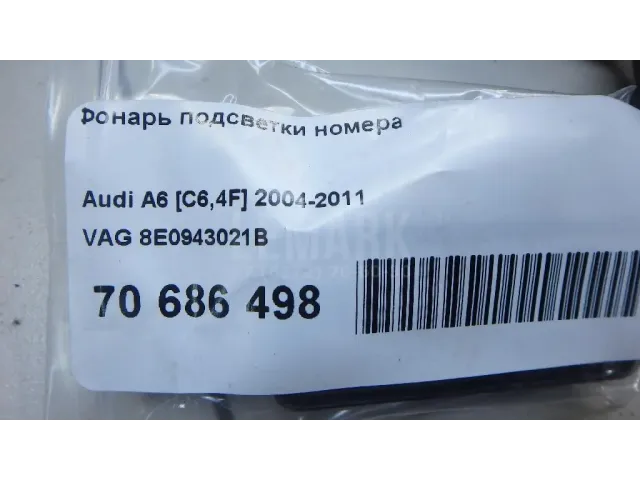 Фонарь подсветки номера
Audi A6 [C6,4F] 2004-2011
VAG 8E0943021B
70 686 498